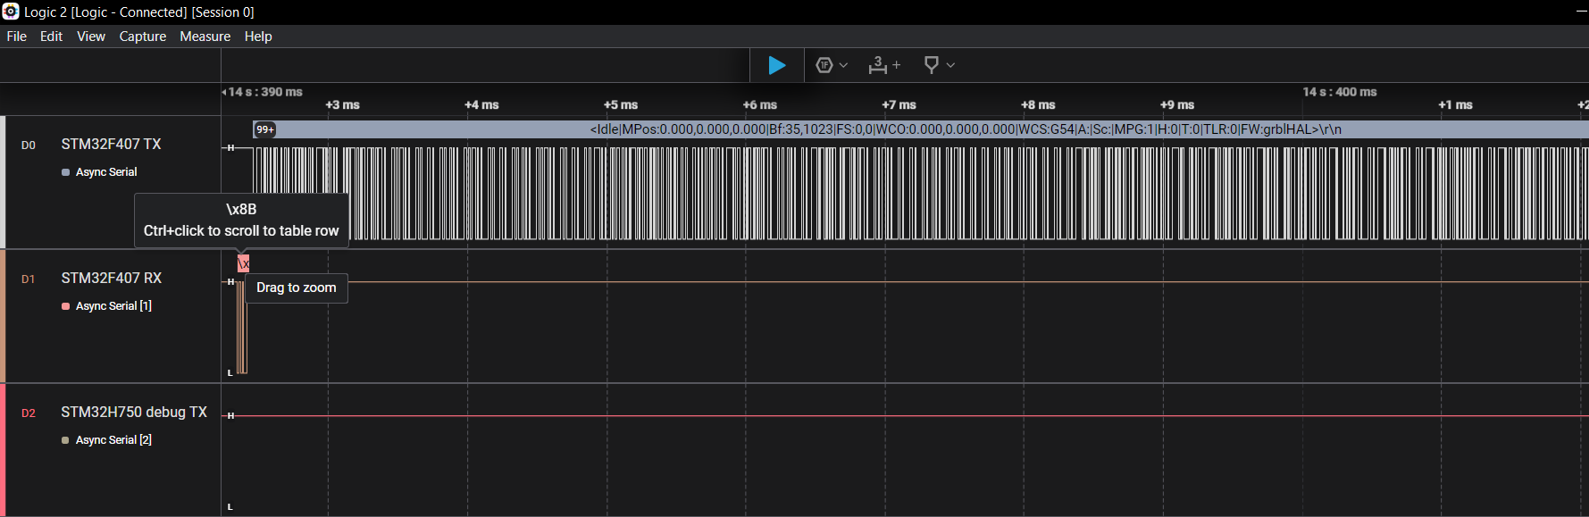 Logic 2 [Logic - Connected] [Session 0]
File Edit View Capture Measure Help
1F 3 +
14 s : 390 ms 14 s : 400 ms
+3 ms +4 ms +5 ms +6 ms +7 ms +8 ms +9 ms +1 ms +2
99+ <Idle|MPos:0.000,0.000,0.000|Bf:35,1023|FS:0,0|WCO:0.000,0.000,0.000|WCS:G54|A:|Sc:|MPG:1|H:0|T:0|TLR:0|FW:grblHAL>\r\n
D0 STM32F407 TX H
Async Serial
\x8B
Ctrl+click to scroll to table row
\x
D1 STM32F407 RX H
Drag to zoom
Async Serial [1]
L
D2 STM32H750 debug TX H
Async Serial [2]
L